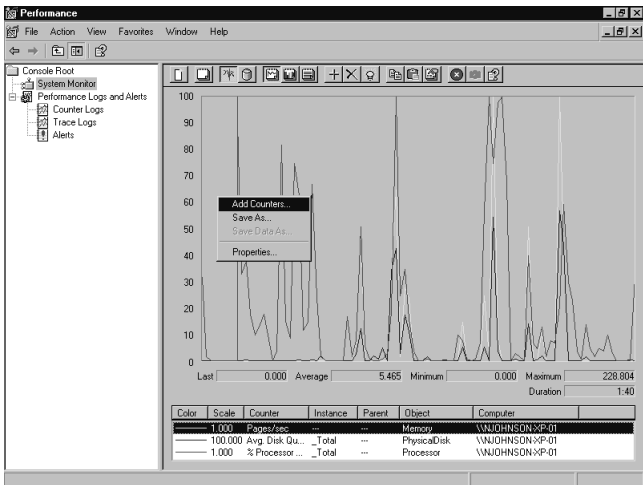 Performance
File Action View Favorites Window Help
Console Root
System Monitor
Performance Logs and Alerts
Counter Logs
Trace Logs
Alerts
100
90
80
70
60
50
40
30
20
10
0
Add Counters...
Save As...
Save Data As...
Properties...
Last 0.000 Average 5.465 Minimum 0.000 Maximum 228.804
Duration 1:40
Color Scale Counter Instance Parent Object Computer
1.000 Pages/sec --- --- Memory \\NJOHNSON-XP-01
100.000 Avg. Disk Qu... _Total --- PhysicalDisk \\NJOHNSON-XP-01
1.000 % Processor ... _Total --- Processor \\NJOHNSON-XP-01